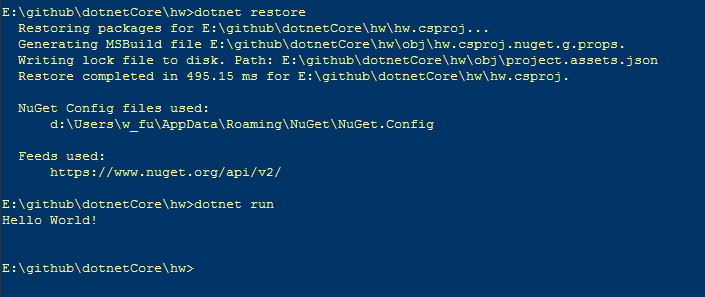 E:\github\dotnetCore\hw>dotnet restore
Restoring packages for E:\github\dotnetCore\hw\hw.csproj...
Generating MSBuild file E:\github\dotnetCore\hw\obj\hw.csproj.nuget.g.props.
Writing lock file to disk. Path: E:\github\dotnetCore\hw\obj\project.assets.json
Restore completed in 495.15 ms for E:\github\dotnetCore\hw\hw.csproj.
NuGet Config files used:
d:\Users\w_fu\AppData\Roaming\NuGet\NuGet.Config
Feeds used:
https://www.nuget.org/api/v2/
E:\github\dotnetCore\hw>dotnet run
Hello World!
E:\github\dotnetCore\hw>